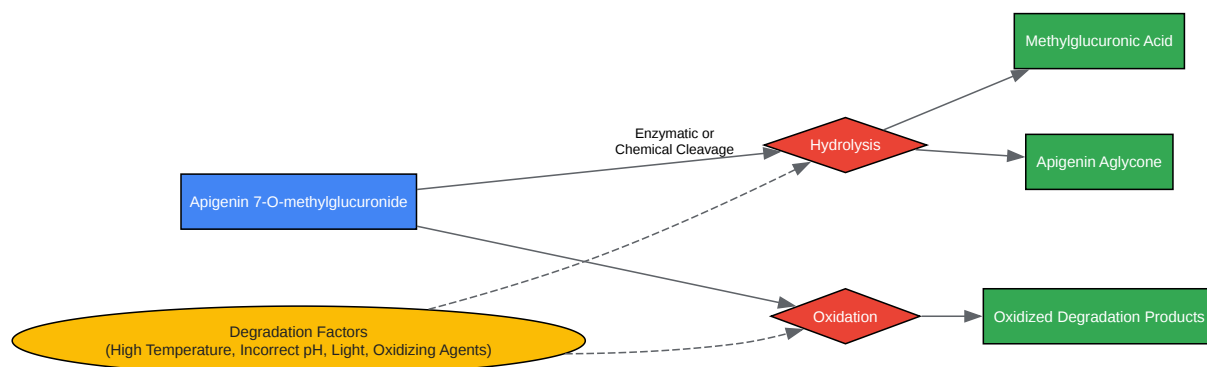 Methylglucuronic Acid
Enzymatic or
Chemical Cleavage
Hydrolysis
Apigenin Aglycone
Apigenin 7-O-methylglucuronide
Oxidation
Oxidized Degradation Products
Degradation Factors
(High Temperature, Incorrect pH, Light, Oxidizing Agents)